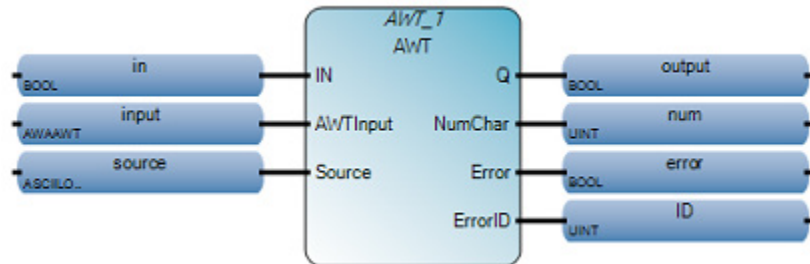 AWT_1
AWT
in
BOOL
IN
input
AWAAWT
AWTInput
source
ASCIILO..
Source
Q
output
BOOL
NumChar
num
UINT
Error
error
BOOL
ErrorID
ID
UINT